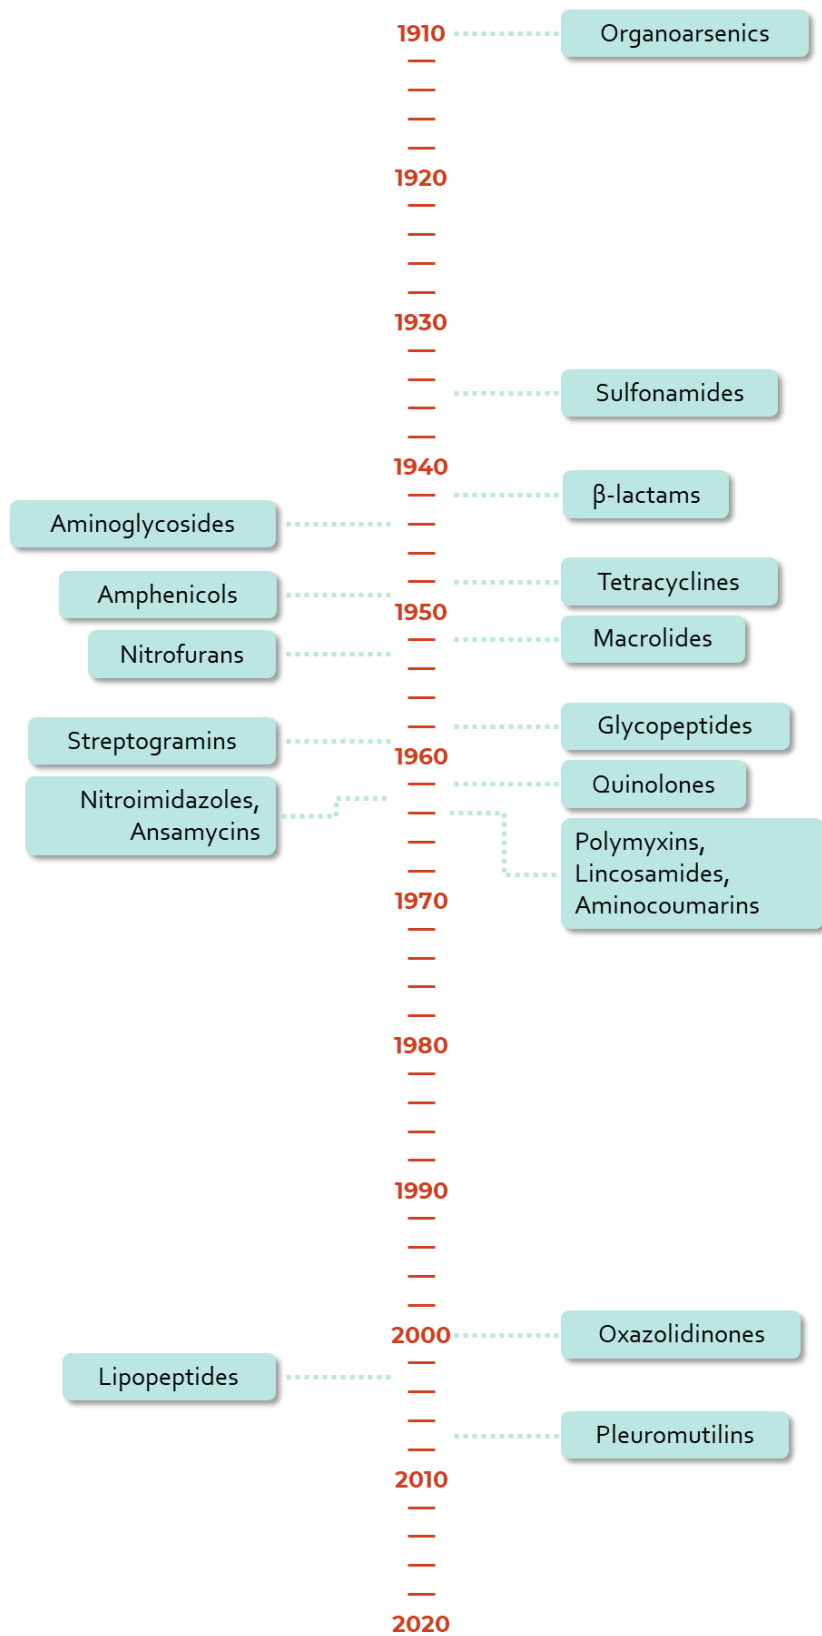 1910
Organoarsenics
1920
1930
Sulfonamides
1940
β-lactams
Aminoglycosides
Tetracyclines
Amphenicols
1950
Macrolides
Nitrofurans
Glycopeptides
Streptogramins
1960
Quinolones
Nitroimidazoles,
Ansamycins
Polymyxins,
Lincosamides,
Aminocoumarins
1970
1980
1990
2000
Oxazolidinones
Lipopeptides
Pleuromutilins
2010
2020